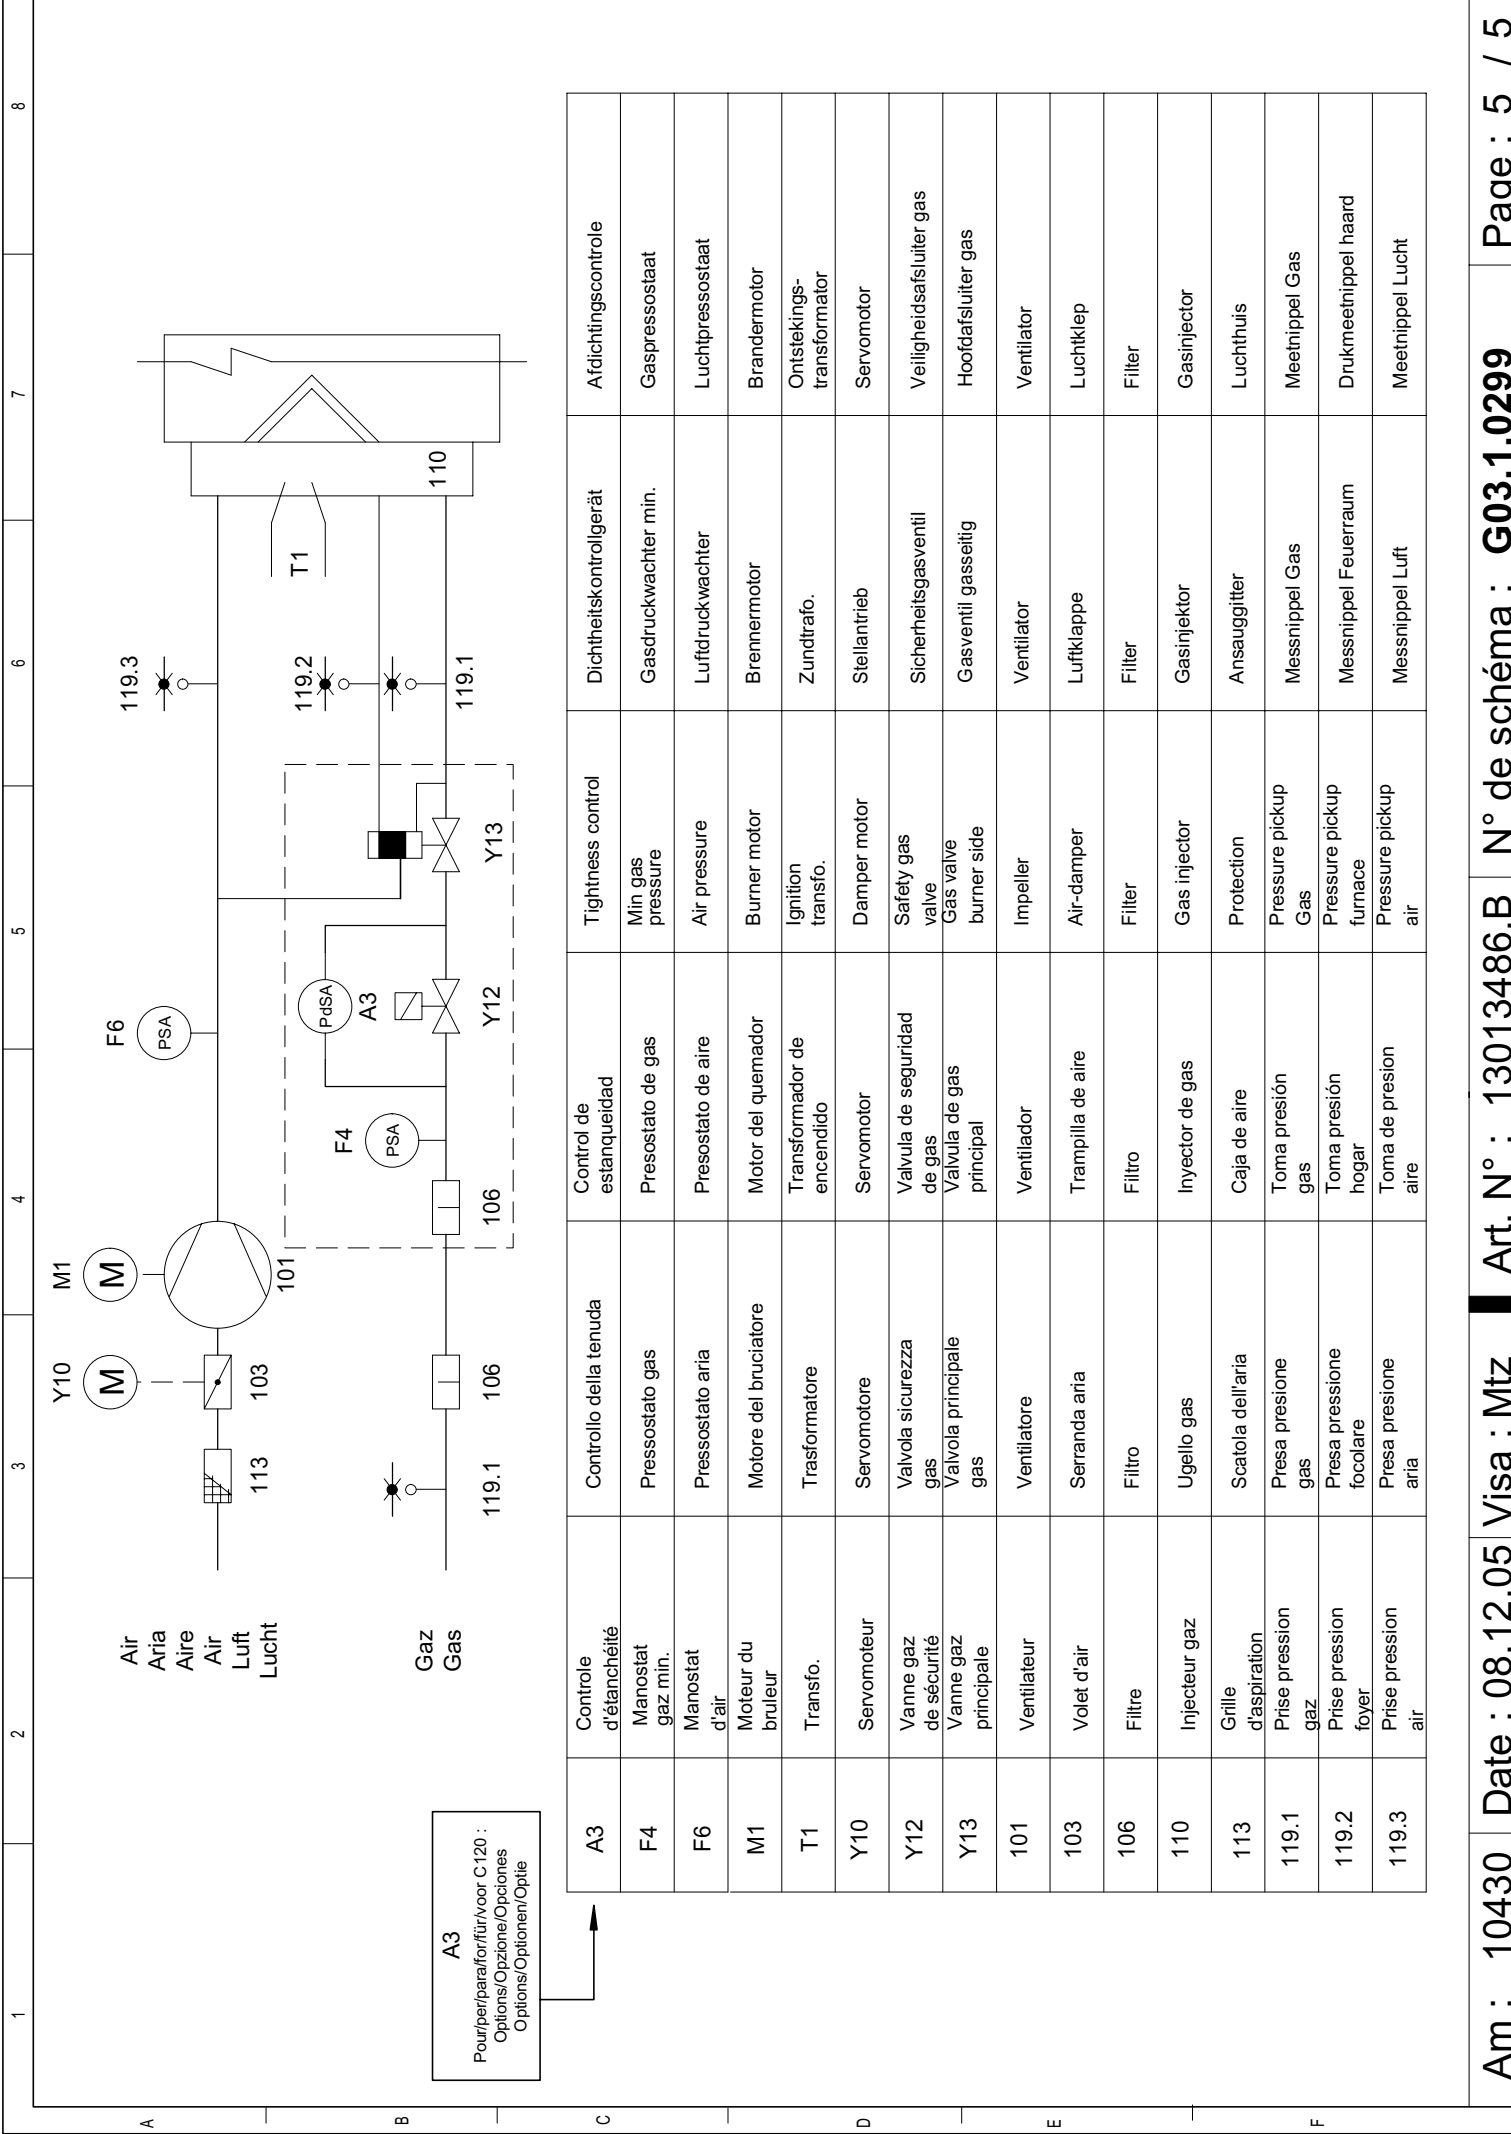 1
2
3
4
5
6
7
8
A
B
C
D
E
F
Air
Aria
Aire
Air
Luft
Lucht
Gaz
Gas
Y10
M
M1
M
F6
PSA
119.3
113
103
101
T1
110
119.1
106
106
F4
PSA
PdSA
A3
Y12
Y13
119.2
119.1
A3
Pour/per/para/for/für/voor C120 :
Options/Opzione/Opciones
Options/Optionen/Optie
A3
Controle
d'étanchéité
Controllo della tenuda
Control de
estanqueidad
Tightness control
Dichtheitskontrollgerät
Afdichtingscontrole
F4
Manostat
gaz min.
Pressostato gas
Presostato de gas
Min gas
pressure
Gasdruckwachter min.
Gaspressostaat
F6
Manostat
d'air
Pressostato aria
Presostato de aire
Air pressure
Luftdruckwachter
Luchtpressostaat
M1
Moteur du
bruleur
Motore del bruciatore
Motor del quemador
Burner motor
Brennermotor
Brandermotor
T1
Transfo.
Trasformatore
Transformador de
encendido
Ignition
transfo.
Zundtrafo.
Ontstekings-
transformator
Y10
Servomoteur
Servomotore
Servomotor
Damper motor
Stellantrieb
Servomotor
Y12
Vanne gaz
de sécurité
Valvola sicurezza
gas
Valvula de seguridad
de gas
Safety gas
valve
Sicherheitsgasventil
Veiligheidsafsluiter gas
Y13
Vanne gaz
principale
Valvola principale
gas
Valvula de gas
principal
Gas valve
burner side
Gasventil gasseitig
Hoofdafsluiter gas
101
Ventilateur
Ventilatore
Ventilador
Impeller
Ventilator
Ventilator
103
Volet d'air
Serranda aria
Trampilla de aire
Air-damper
Luftklappe
Luchtklep
106
Filtre
Filtro
Filtro
Filter
Filter
Filter
110
Injecteur gaz
Ugello gas
Inyector de gas
Gas injector
Gasinjektor
Gasinjector
113
Grille
d'aspiration
Scatola dell'aria
Caja de aire
Protection
Ansauggitter
Luchthuis
119.1
Prise pression
gaz
Presa presione
gas
Toma presión
gas
Pressure pickup
Gas
Messnippel Gas
Meetnippel Gas
119.2
Prise pression
foyer
Presa pressione
focolare
Toma presión
hogar
Pressure pickup
furnace
Messnippel Feuerraum
Drukmeetnippel haard
119.3
Prise pression
air
Presa presione
aria
Toma de presion
aire
Pressure pickup
air
Messnippel Luft
Meetnippel Lucht
Am : 10430 Date : 08.12.05 Visa : Mtz Art. N° : 13013486.B N° de schéma : G03.1.0299 Page : 5 / 5